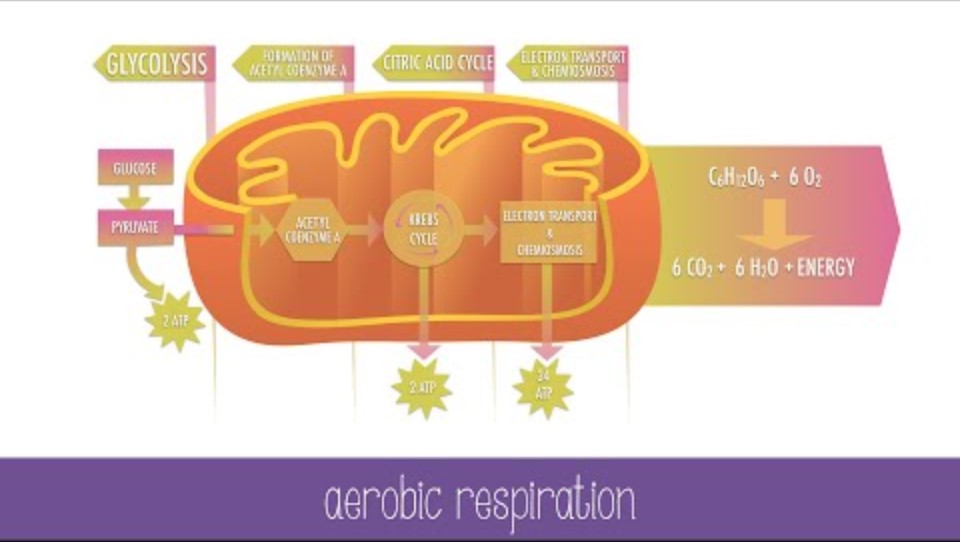 GLYCOLYSIS
FORMATION OF
ACETYL COENZYME A
CITRIC ACID CYCLE
ELECTRON TRANSPORT
& CHEMIOSMOSIS
GLUCOSE
PYRUVATE
2 ATP
ACETYL
COENZYME A
KREBS
CYCLE
ELECTRON TRANSPORT
&
CHEMIOSMOSIS
2 ATP
34
ATP
C₆H₁₂O₆ + 6 O₂
6 CO₂ + 6 H₂O + ENERGY
aerobic respiration